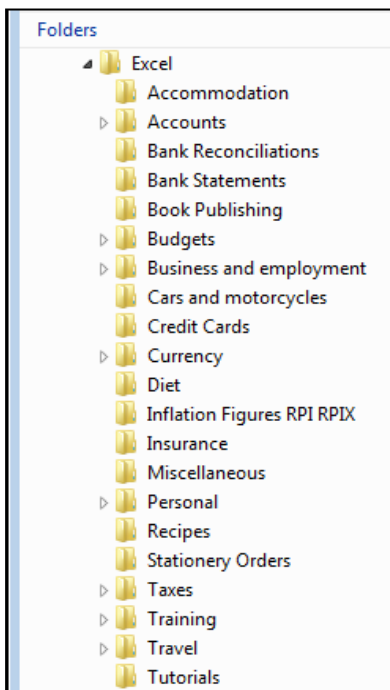 Folders
Excel
Accommodation
Accounts
Bank Reconciliations
Bank Statements
Book Publishing
Budgets
Business and employment
Cars and motorcycles
Credit Cards
Currency
Diet
Inflation Figures RPI RPIX
Insurance
Miscellaneous
Personal
Recipes
Stationery Orders
Taxes
Training
Travel
Tutorials